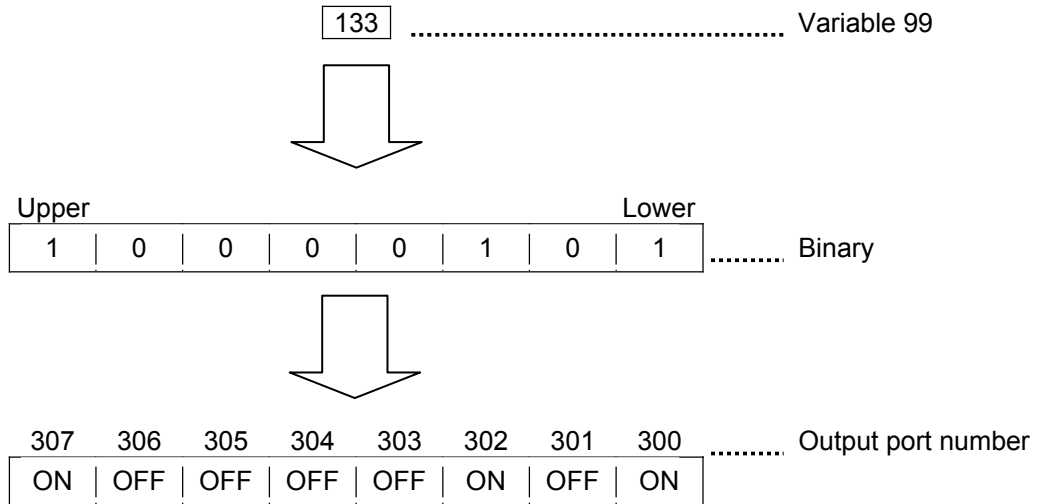 133 Variable 99
Upper Lower
1 0 0 0 0 1 0 1 Binary
307 306 305 304 303 302 301 300 Output port number
ON OFF OFF OFF OFF ON OFF ON